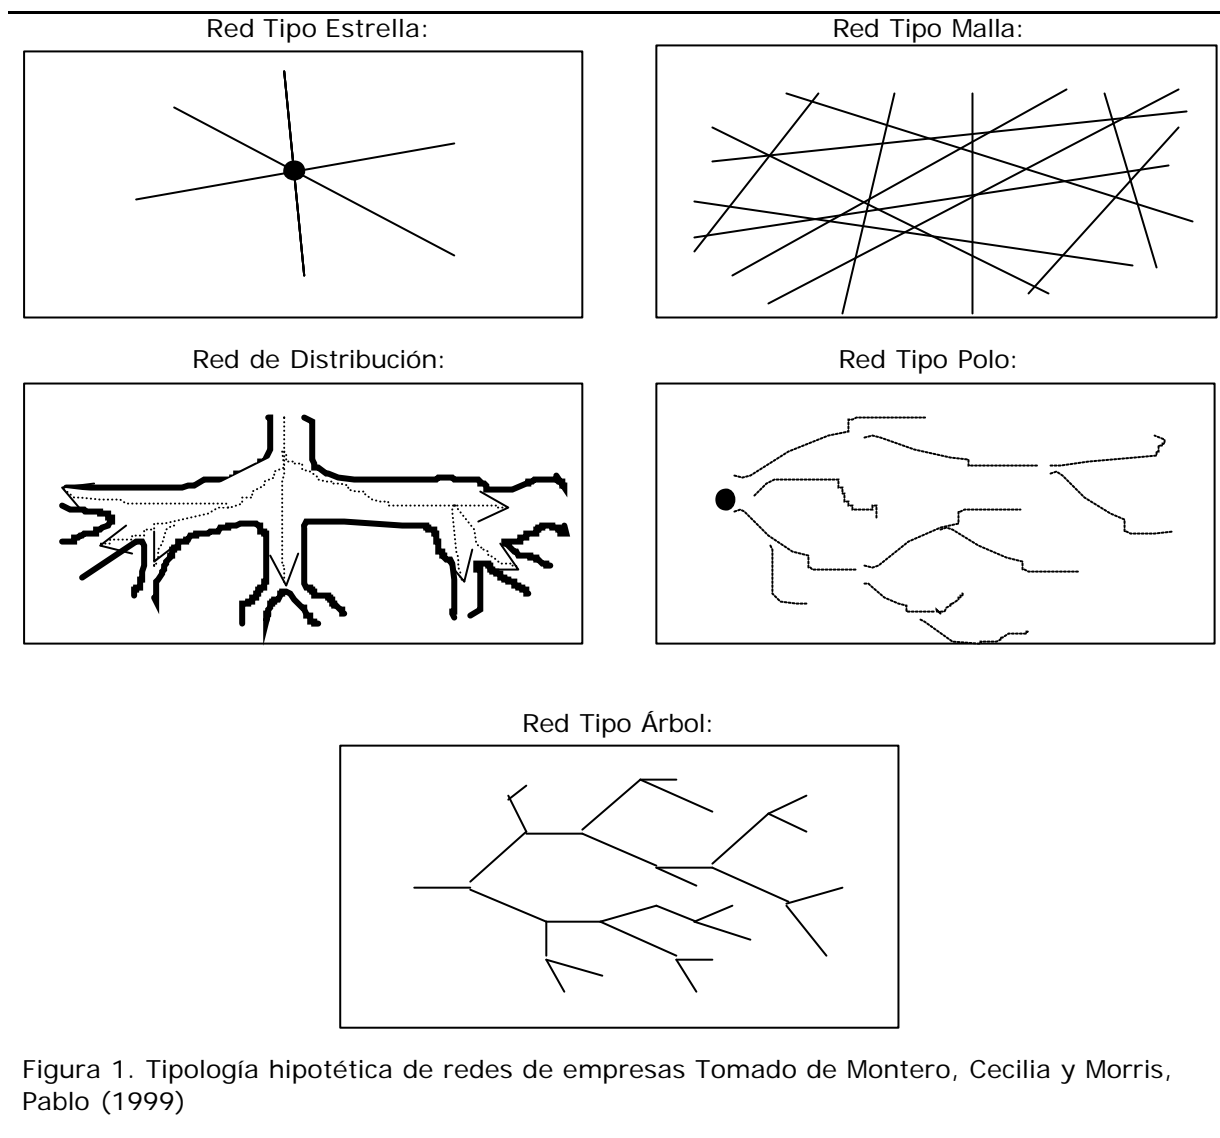 Red Tipo Estrella:
Red Tipo Malla:
Red de Distribución:
Red Tipo Polo:
Red Tipo Árbol:
Figura 1. Tipología hipotética de redes de empresas Tomado de Montero, Cecilia y Morris,
Pablo (1999)